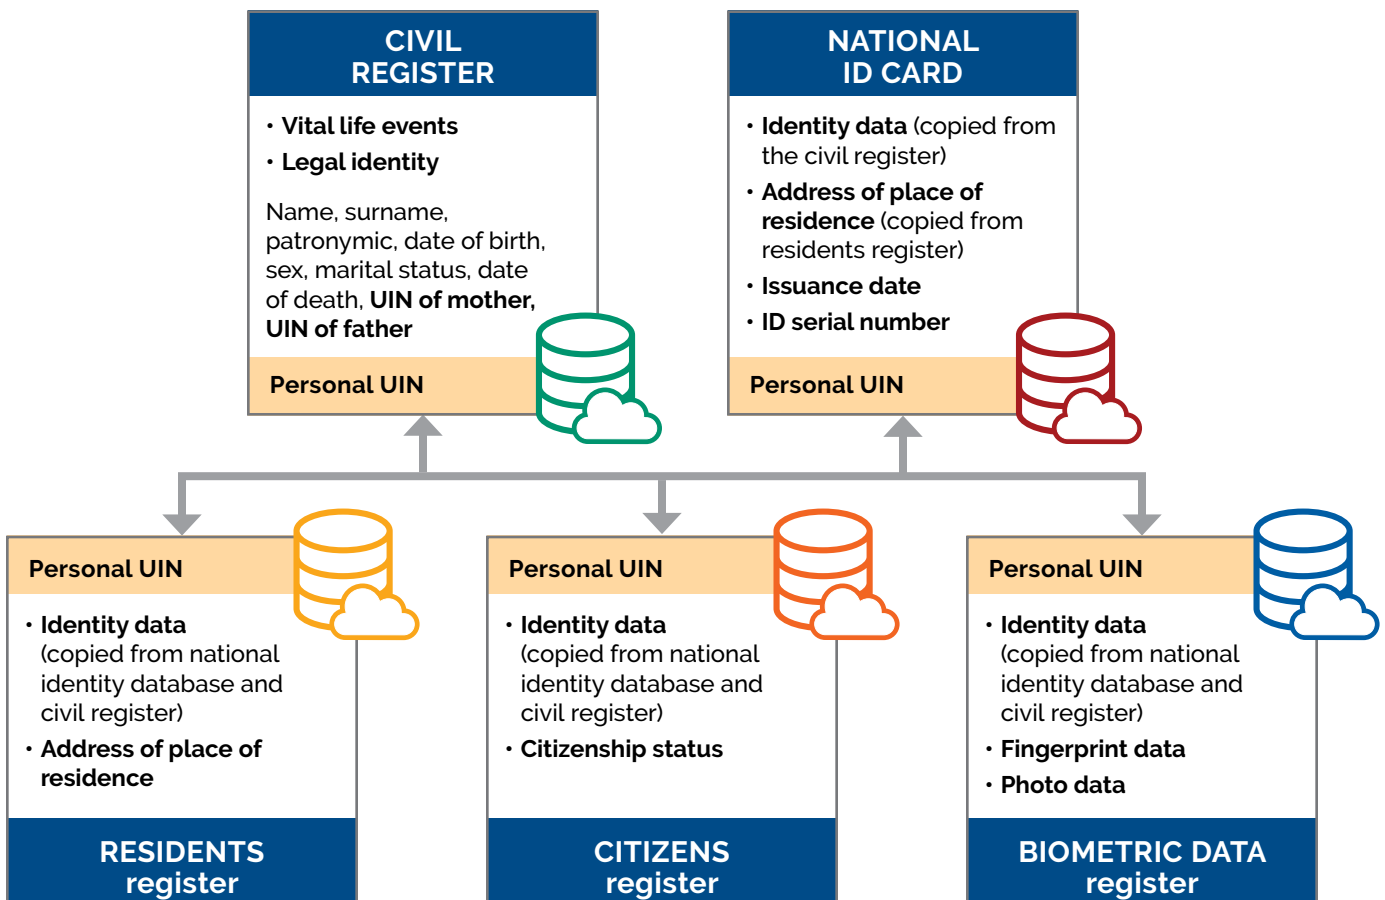 CIVIL
REGISTER
• Vital life events
• Legal identity
Name, surname,
patronymic, date of birth,
sex, marital status, date
of death, UIN of mother,
UIN of father
Personal UIN
NATIONAL
ID CARD
• Identity data (copied from
the civil register)
• Address of place of
residence (copied from
residents register)
• Issuance date
• ID serial number
Personal UIN
Personal UIN
• Identity data
(copied from national
identity database and
civil register)
• Address of place of
residence
RESIDENTS
register
Personal UIN
• Identity data
(copied from national
identity database and
civil register)
• Citizenship status
CITIZENS
register
Personal UIN
• Identity data
(copied from national
identity database and
civil register)
• Fingerprint data
• Photo data
BIOMETRIC DATA
register